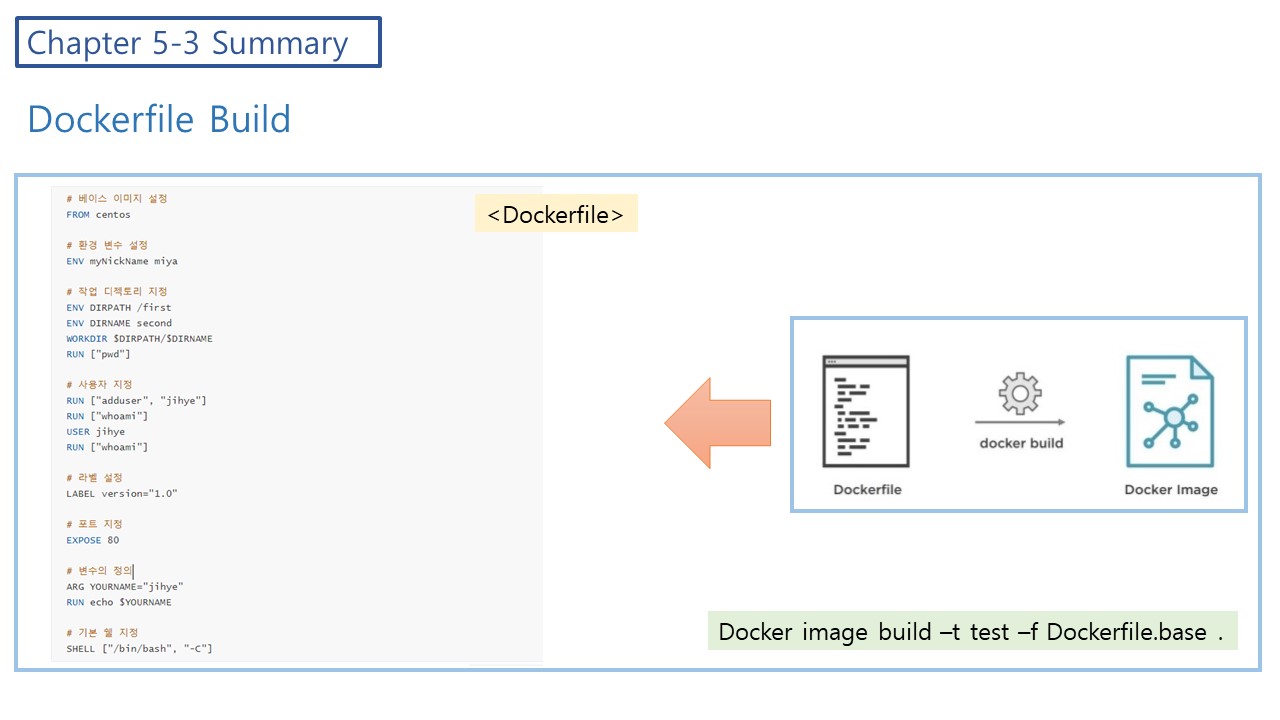 Chapter 5-3 Summary
Dockerfile Build
# 베이스 이미지 설정
FROM centos
# 환경 변수 설정
ENV myNickName miya
# 작업 디렉토리 지정
ENV DIRPATH /first
ENV DIRNAME second
WORKDIR $DIRPATH/$DIRNAME
RUN ["pwd"]
# 사용자 지정
RUN ["adduser", "jihye"]
RUN ["whoami"]
USER jihye
RUN ["whoami"]
# 라벨 설정
LABEL version="1.0"
# 포트 지정
EXPOSE 80
# 변수의 정의
ARG YOURNAME="jihye"
RUN echo $YOURNAME
# 기본 쉘 지정
SHELL ["/bin/bash", "-C"]
<Dockerfile>
docker build
Dockerfile
Docker Image
Docker image build –t test –f Dockerfile.base .